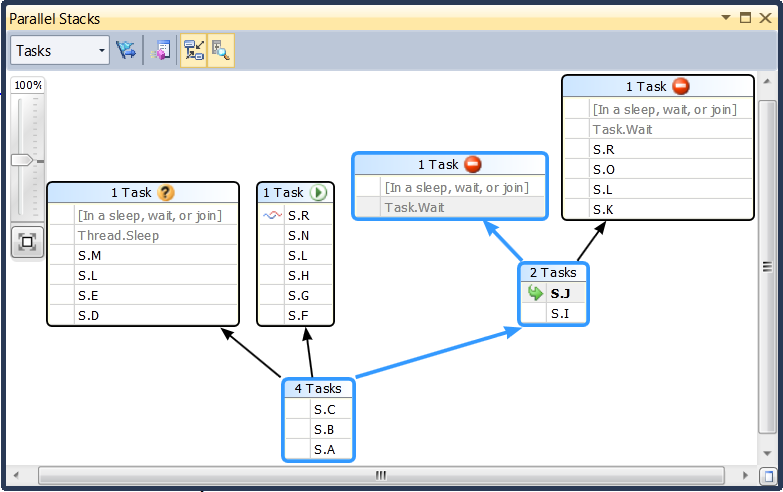 Parallel Stacks
Tasks
100%
1 Task
[In a sleep, wait, or join]
Thread.Sleep
S.M
S.L
S.E
S.D
1 Task
S.R
S.N
S.L
S.H
S.G
S.F
1 Task
[In a sleep, wait, or join]
Task.Wait
1 Task
[In a sleep, wait, or join]
Task.Wait
S.R
S.O
S.L
S.K
2 Tasks
S.J
S.I
4 Tasks
S.C
S.B
S.A